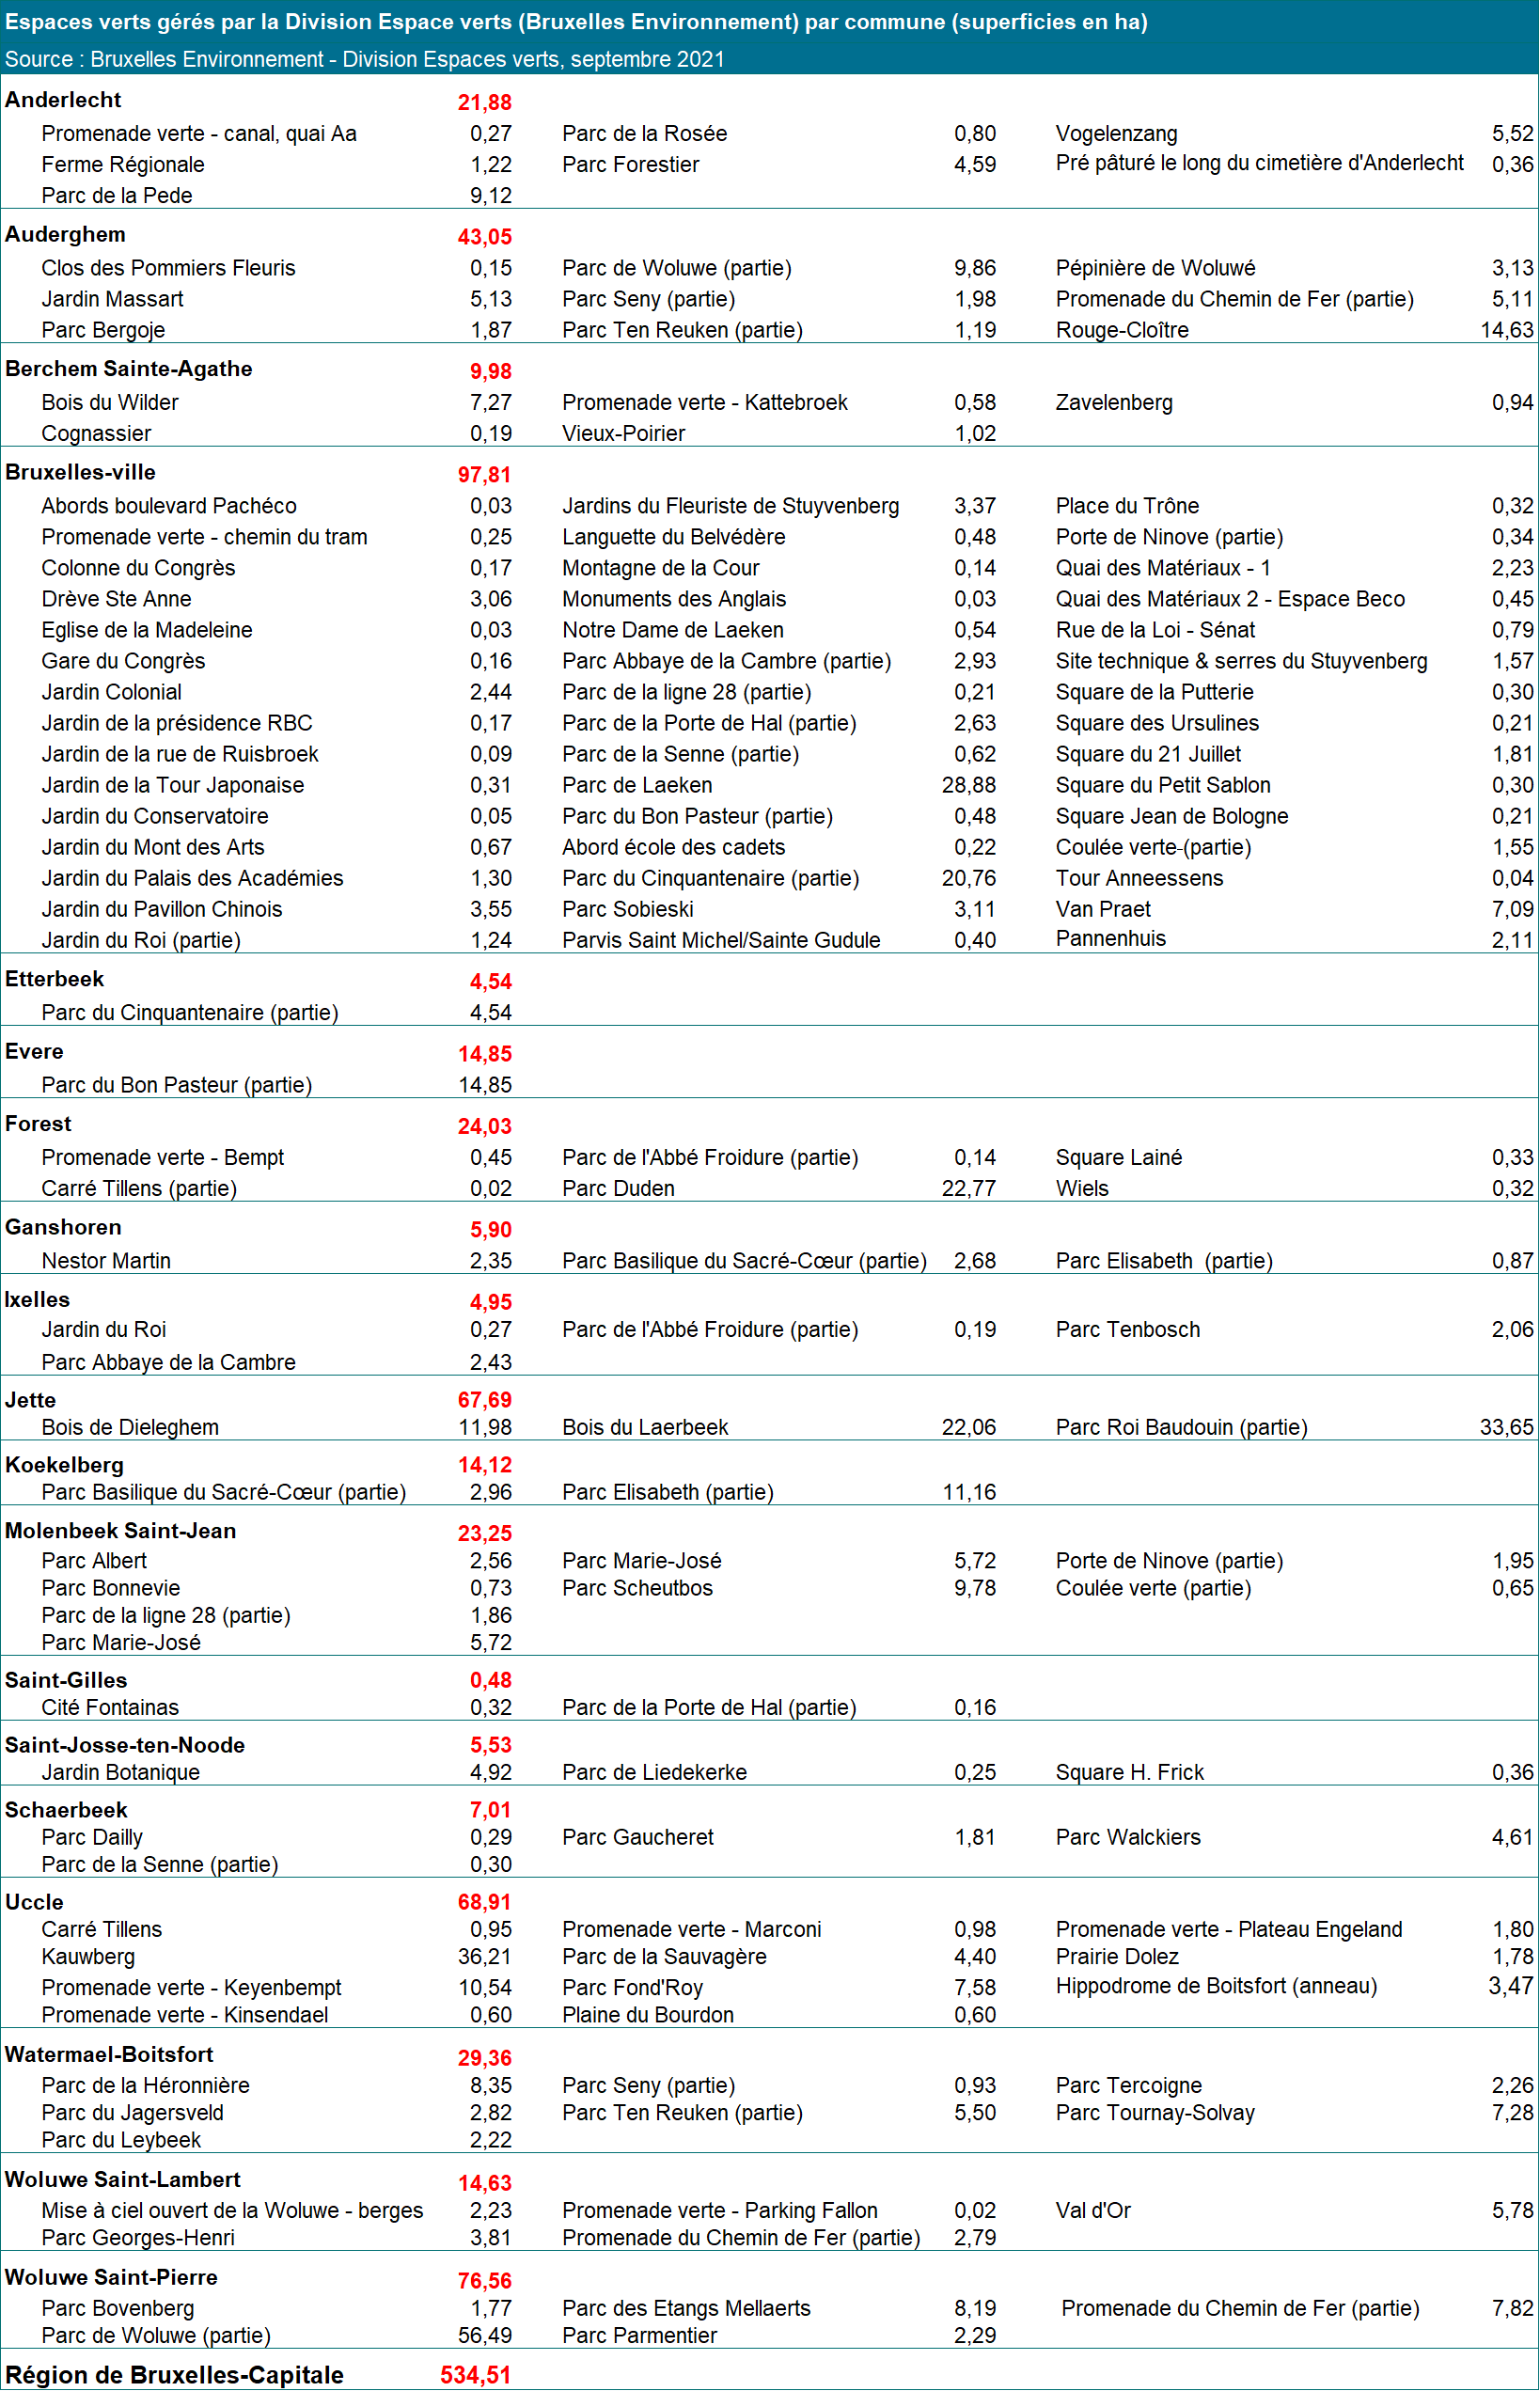 Espaces verts gérés par la Division Espace verts (Bruxelles Environnement) par commune (superficies en ha)
Source : Bruxelles Environnement - Division Espaces verts, septembre 2021
Anderlecht 21,88
Promenade verte - canal, quai Aa 0,27 Parc de la Rosée 0,80 Vogelenzang 5,52
Ferme Régionale 1,22 Parc Forestier 4,59 Pré pâturé le long du cimetière d'Anderlecht 0,36
Parc de la Pede 9,12
Auderghem 43,05
Clos des Pommiers Fleuris 0,15 Parc de Woluwe (partie) 9,86 Pépinière de Woluwé 3,13
Jardin Massart 5,13 Parc Seny (partie) 1,98 Promenade du Chemin de Fer (partie) 5,11
Parc Bergoje 1,87 Parc Ten Reuken (partie) 1,19 Rouge-Cloître 14,63
Berchem Sainte-Agathe 9,98
Bois du Wilder 7,27 Promenade verte - Kattebroek 0,58 Zavelenberg 0,94
Cognassier 0,19 Vieux-Poirier 1,02
Bruxelles-ville 97,81
Abords boulevard Pachéco 0,03 Jardins du Fleuriste de Stuyvenberg 3,37 Place du Trône 0,32
Promenade verte - chemin du tram 0,25 Languette du Belvédère 0,48 Porte de Ninove (partie) 0,34
Colonne du Congrès 0,17 Montagne de la Cour 0,14 Quai des Matériaux - 1 2,23
Drève Ste Anne 3,06 Monuments des Anglais 0,03 Quai des Matériaux 2 - Espace Beco 0,45
Eglise de la Madeleine 0,03 Notre Dame de Laeken 0,54 Rue de la Loi - Sénat 0,79
Gare du Congrès 0,16 Parc Abbaye de la Cambre (partie) 2,93 Site technique & serres du Stuyvenberg 1,57
Jardin Colonial 2,44 Parc de la ligne 28 (partie) 0,21 Square de la Putterie 0,30
Jardin de la présidence RBC 0,17 Parc de la Porte de Hal (partie) 2,63 Square des Ursulines 0,21
Jardin de la rue de Ruisbroek 0,09 Parc de la Senne (partie) 0,62 Square du 21 Juillet 1,81
Jardin de la Tour Japonaise 0,31 Parc de Laeken 28,88 Square du Petit Sablon 0,30
Jardin du Conservatoire 0,05 Parc du Bon Pasteur (partie) 0,48 Square Jean de Bologne 0,21
Jardin du Mont des Arts 0,67 Abord école des cadets 0,22 Coulée verte-(partie) 1,55
Jardin du Palais des Académies 1,30 Parc du Cinquantenaire (partie) 20,76 Tour Anneessens 0,04
Jardin du Pavillon Chinois 3,55 Parc Sobieski 3,11 Van Praet 7,09
Jardin du Roi (partie) 1,24 Parvis Saint Michel/Sainte Gudule 0,40 Pannenhuis 2,11
Etterbeek 4,54
Parc du Cinquantenaire (partie) 4,54
Evere 14,85
Parc du Bon Pasteur (partie) 14,85
Forest 24,03
Promenade verte - Bempt 0,45 Parc de l'Abbé Froidure (partie) 0,14 Square Lainé 0,33
Carré Tillens (partie) 0,02 Parc Duden 22,77 Wiels 0,32
Ganshoren 5,90
Nestor Martin 2,35 Parc Basilique du Sacré-Cœur (partie) 2,68 Parc Elisabeth (partie) 0,87
Ixelles 4,95
Jardin du Roi 0,27 Parc de l'Abbé Froidure (partie) 0,19 Parc Tenbosch 2,06
Parc Abbaye de la Cambre 2,43
Jette 67,69
Bois de Dieleghem 11,98 Bois du Laerbeek 22,06 Parc Roi Baudouin (partie) 33,65
Koekelberg 14,12
Parc Basilique du Sacré-Cœur (partie) 2,96 Parc Elisabeth (partie) 11,16
Molenbeek Saint-Jean 23,25
Parc Albert 2,56 Parc Marie-José 5,72 Porte de Ninove (partie) 1,95
Parc Bonnevie 0,73 Parc Scheutbos 9,78 Coulée verte (partie) 0,65
Parc de la ligne 28 (partie) 1,86
Parc Marie-José 5,72
Saint-Gilles 0,48
Cité Fontainas 0,32 Parc de la Porte de Hal (partie) 0,16
Saint-Josse-ten-Noode 5,53
Jardin Botanique 4,92 Parc de Liedekerke 0,25 Square H. Frick 0,36
Schaerbeek 7,01
Parc Dailly 0,29 Parc Gaucheret 1,81 Parc Walckiers 4,61
Parc de la Senne (partie) 0,30
Uccle 68,91
Carré Tillens 0,95 Promenade verte - Marconi 0,98 Promenade verte - Plateau Engeland 1,80
Kauwberg 36,21 Parc de la Sauvagère 4,40 Prairie Dolez 1,78
Promenade verte - Keyenbempt 10,54 Parc Fond'Roy 7,58 Hippodrome de Boitsfort (anneau) 3,47
Promenade verte - Kinsendael 0,60 Plaine du Bourdon 0,60
Watermael-Boitsfort 29,36
Parc de la Héronnière 8,35 Parc Seny (partie) 0,93 Parc Tercoigne 2,26
Parc du Jagersveld 2,82 Parc Ten Reuken (partie) 5,50 Parc Tournay-Solvay 7,28
Parc du Leybeek 2,22
Woluwe Saint-Lambert 14,63
Mise à ciel ouvert de la Woluwe - berges 2,23 Promenade verte - Parking Fallon 0,02 Val d'Or 5,78
Parc Georges-Henri 3,81 Promenade du Chemin de Fer (partie) 2,79
Woluwe Saint-Pierre 76,56
Parc Bovenberg 1,77 Parc des Etangs Mellaerts 8,19 Promenade du Chemin de Fer (partie) 7,82
Parc de Woluwe (partie) 56,49 Parc Parmentier 2,29
Région de Bruxelles-Capitale 534,51